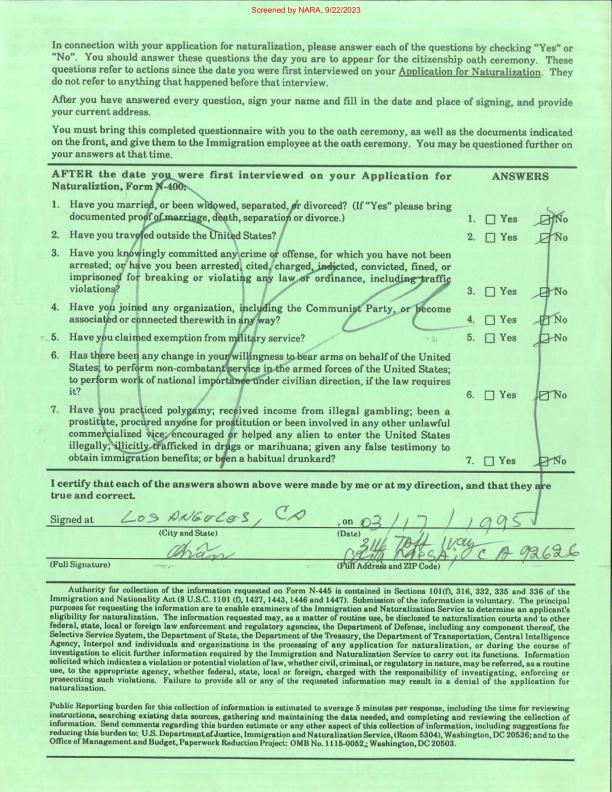 Screened by NARA, 9/22/2023
In connection with your application for naturalization, please answer each of the questions by checking "Yes" or
"No". You should answer these questions the day you are to appear for the citizenship oath ceremony. These
questions refer to actions since the date you were first interviewed on your Application for Naturalization. They
do not refer to anything that happened before that interview.
After you have answered every question, sign your name and fill in the date and place of signing, and provide
your current address.
You must bring this completed questionnaire with you to the oath ceremony, as well as the documents indicated
on the front, and give them to the Immigration employee at the oath ceremony. You may be questioned further on
your answers at that time.
AFTER the date you were first interviewed on your Application for ANSWERS
Naturaliztion, Form N-400:
1. Have you married, or been widowed, separated, or divorced? (If "Yes" please bring
documented proof of marriage, death, separation or divorce.) 1. Yes No
2. Have you traveled outside the United States? 2. Yes No
3. Have you knowingly committed any crime or offense, for which you have not been
arrested; or have you been arrested, cited, charged, indicted, convicted, fined, or
imprisoned for breaking or violating any law or ordinance, including traffic
violations? 3. Yes No
4. Have you joined any organization, including the Communist Party, or become
associated or connected therewith in any way? 4. Yes No
5. Have you claimed exemption from military service? 5. Yes No
6. Has there been any change in your willingness to bear arms on behalf of the United
States; to perform non-combatant service in the armed forces of the United States;
to perform work of national importance under civilian direction, if the law requires
it? 6. Yes No
7. Have you practiced polygamy; received income from illegal gambling; been a
prostitute, procured anyone for prostitution or been involved in any other unlawful
commercialized vice; encouraged or helped any alien to enter the United States
illegally; illicitly trafficked in drugs or marihuana; given any false testimony to
obtain immigration benefits; or been a habitual drunkard? 7. Yes No
I certify that each of the answers shown above were made by me or at my direction, and that they are
true and correct.
Signed at LOS ANGELOS, CA , on 03/17/1995
(City and State) (Date)
CA 92626
(Full Signature) (Full Address and ZIP Code)
Authority for collection of the information requested on Form N-445 is contained in Sections 101(f), 316, 332, 335 and 336 of the
Immigration and Nationality Act (8 U.S.C. 1101 (f), 1427, 1443, 1446 and 1447). Submission of the information is voluntary. The principal
purposes for requesting the information are to enable examiners of the Immigration and Naturalization Service to determine an applicant's
eligibility for naturalization. The information requested may, as a matter of routine use, be disclosed to naturalization courts and to other
federal, state, local or foreign law enforcement and regulatory agencies, the Department of Defense, including any component thereof, the
Selective Service System, the Department of State, the Department of the Treasury, the Department of Transportation, Central Intelligence
Agency, Interpol and individuals and organizations in the processing of any application for naturalization, or during the course of
investigation to elicit further information required by the Immigration and Naturalization Service to carry out its functions. Information
solicited which indicates a violation or potential violation of law, whether civil, criminal, or regulatory in nature, may be referred, as a routine
use, to the appropriate agency, whether federal, state, local or foreign, charged with the responsibility of investigating, enforcing or
prosecuting such violations. Failure to provide all or any of the requested information may result in a denial of the application for
naturalization.
Public Reporting burden for this collection of information is estimated to average 5 minutes per response, including the time for reviewing
instructions, searching existing data sources, gathering and maintaining the data needed, and completing and reviewing the collection of
information. Send comments regarding this burden estimate or any other aspect of this collection of information, including suggestions for
reducing this burden to; U.S. Department of Justice, Immigration and Naturalization Service, (Room 5304), Washington, DC 20536; and to the
Office of Management and Budget, Paperwork Reduction Project: OMB No. 1115-0052,; Washington, DC 20503.